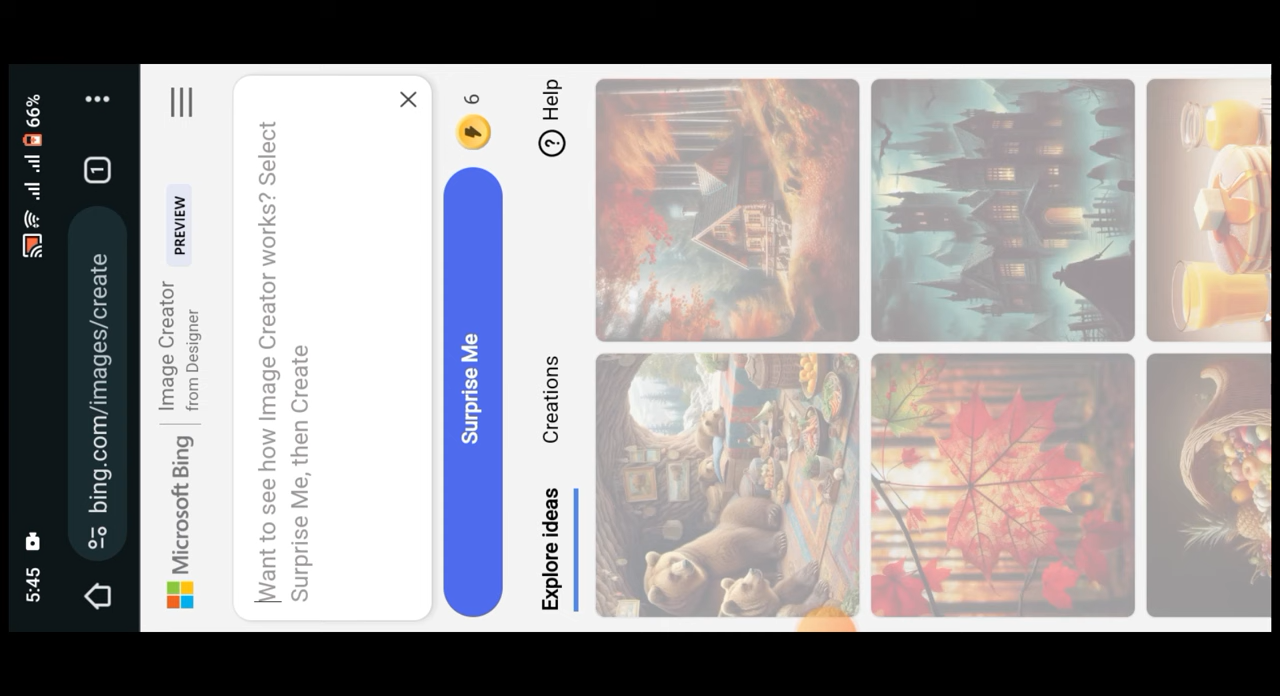 5:45 66%
bing.com/images/create 1
Microsoft Bing Image Creator from Designer PREVIEW
Want to see how Image Creator works? Select
Surprise Me, then Create
Surprise Me 6
Explore ideas Creations ? Help